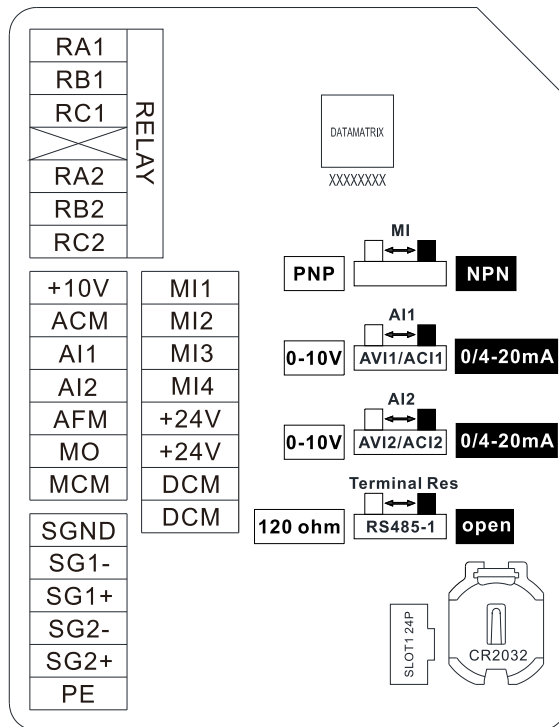 RA1
RB1
RC1
RA2
RB2
RC2
RELAY
DATAMATRIX
XXXXXXXX
+10V
ACM
AI1
AI2
AFM
MO
MCM
MI1
MI2
MI3
MI4
+24V
+24V
DCM
DCM
SGND
SG1-
SG1+
SG2-
SG2+
PE
MI
PNP NPN
AI1
0-10V AVI1/ACI1 0/4-20mA
AI2
0-10V AVI2/ACI2 0/4-20mA
Terminal Res
120 ohm RS485-1 open
SLOT1 24P
CR2032